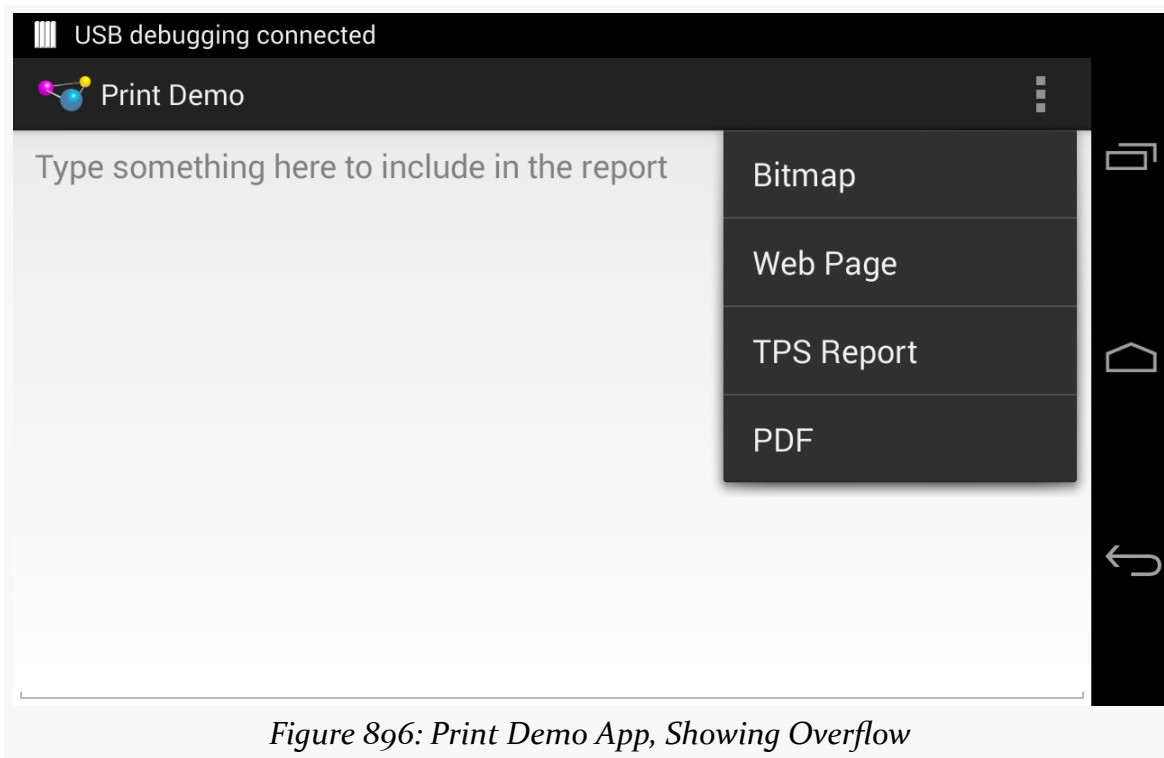 USB debugging connected
Print Demo
Type something here to include in the report
Bitmap
Web Page
TPS Report
PDF
Figure 896: Print Demo App, Showing Overflow